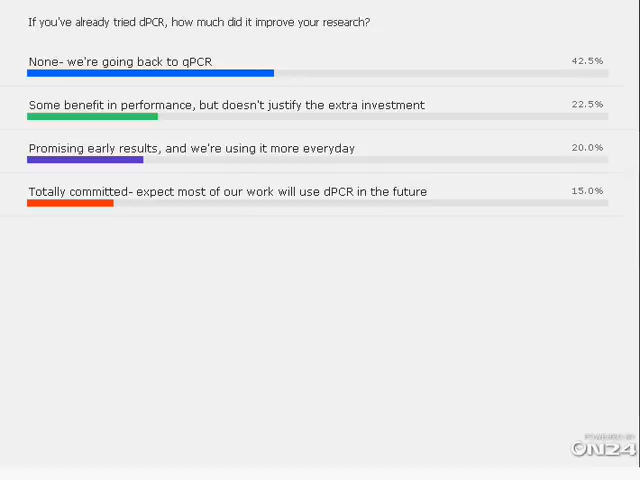 If you've already tried dPCR, how much did it improve your research?
None- we're going back to qPCR
42.5%
Some benefit in performance, but doesn't justify the extra investment
22.5%
Promising early results, and we're using it more everyday
20.0%
Totally committed- expect most of our work will use dPCR in the future
15.0%
POWERED BY
ON24